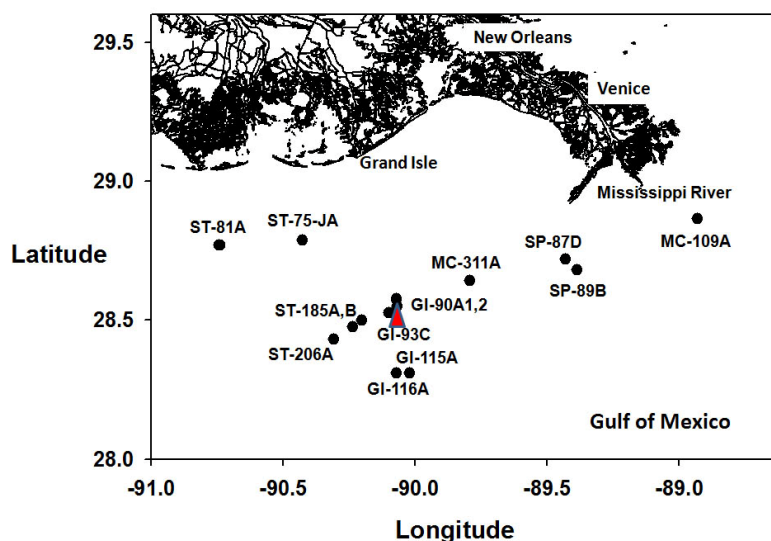 29.5
New Orleans
Venice
Grand Isle
29.0
Mississippi River
ST-81A
ST-75-JA
SP-87D
MC-109A
Latitude
MC-311A
SP-89B
ST-185A,B
GI-90A1,2
28.5
GI-93C
ST-206A
GI-115A
GI-116A
Gulf of Mexico
28.0
-91.0
-90.5
-90.0
-89.5
-89.0
Longitude